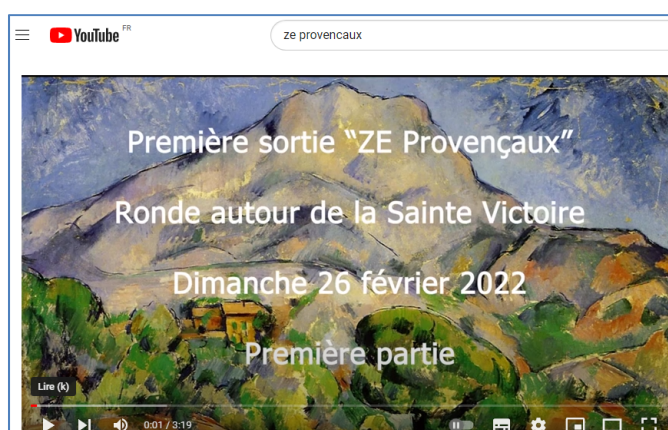 YouTube FR
ze provencaux
Première sortie “ZE Provençaux”
Ronde autour de la Sainte Victoire
Dimanche 26 février 2022
Première partie
Lire (k)
0:01 / 3:19